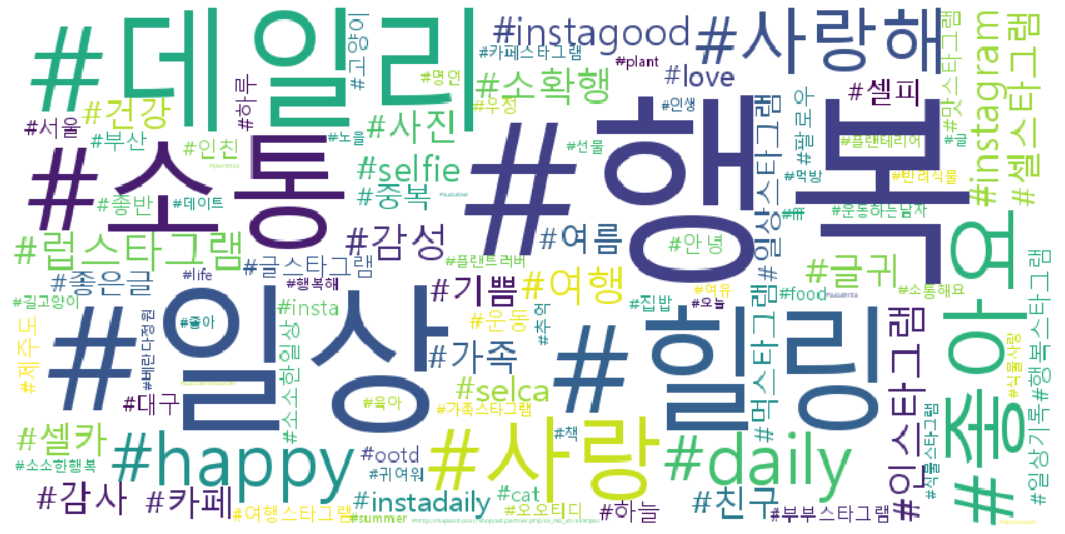 #데일리
#instagood
#사랑해
#instagram
#셀스타그램
#맛스타그램
#고양이
#카페스타그램
#plant
#love
#셀피
#명언
#소확행
#건강
#하루
#우정
#인생
#팔로우
#서울
#사진
#부산
#인친
#노을
#선물
#플랜테리어
#글
#소통
#행복
#selfie
#먹방
#반려식물
#종반
#데이트
#중복
#운동하는남자
#일상스타그램
#럽스타그램
#감성
#여름
#안녕
#좋아요
#좋은글
#life
#글스타그램
#플랜트러버
#행복해
#기쁨
#여행
#여유
#글귀
#food
#소통해요
#길고양이
#일상
#좋아
#insta
#운동
#추억
#집밥
#오늘
#힐링
#먹스타그램
#인스타그램
#행복스타그램
#제주도
#베란다정원
#소소한일상
#가족
#식물사랑
#대구
#육아
#selca
#가족스타그램
#책
#셀카
#happy
#사랑
#daily
#식물스타그램
#일상기록
#소소한행복
#ootd
#귀여워
#감사
#카페
#여행스타그램
#instadaily
#cat
#오오티디
#하늘
#친구
#부부스타그램
#summer